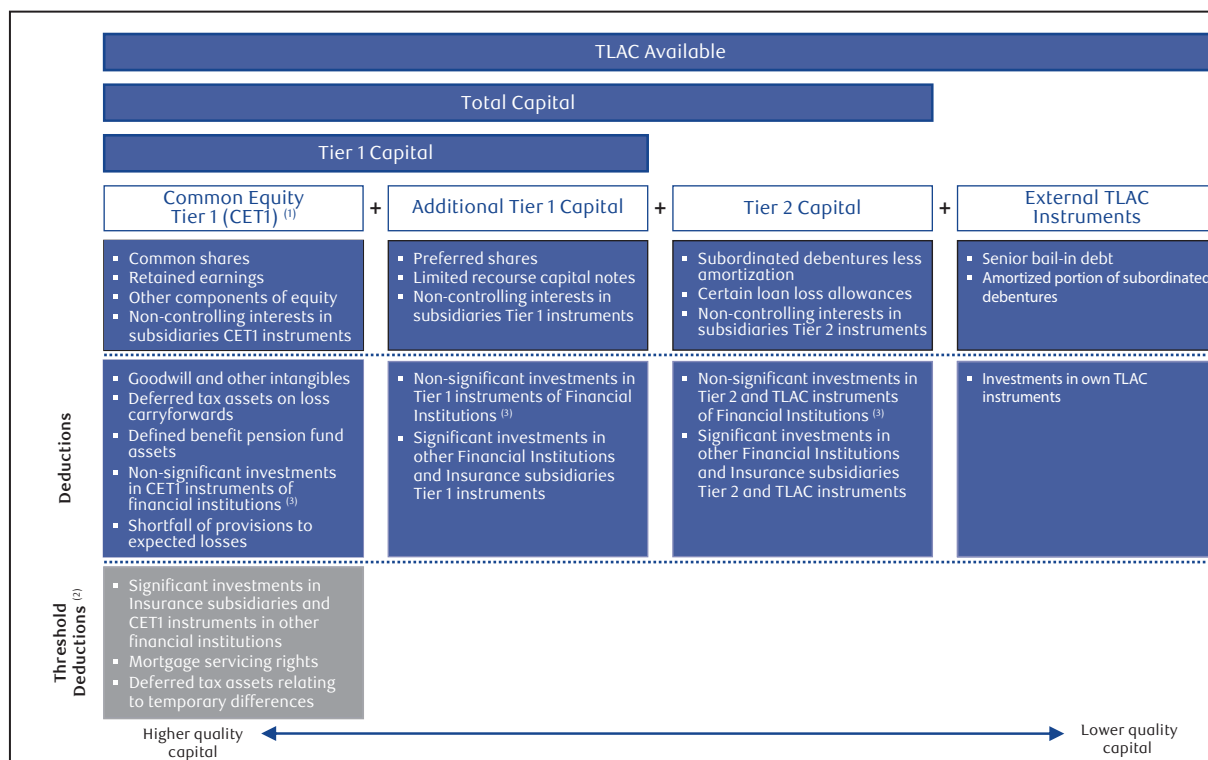 TLAC Available
Total Capital
Tier 1 Capital
Common Equity
Tier 1 (CET1) (1)
+
Additional Tier 1 Capital
+
Tier 2 Capital
+
External TLAC
Instruments
▪ Common shares
▪ Retained earnings
▪ Other components of equity
▪ Non-controlling interests in
subsidiaries CET1 instruments
▪ Preferred shares
▪ Limited recourse capital notes
▪ Non-controlling interests in
subsidiaries Tier 1 instruments
▪ Subordinated debentures less
amortization
▪ Certain loan loss allowances
▪ Non-controlling interests in
subsidiaries Tier 2 instruments
▪ Senior bail-in debt
▪ Amortized portion of subordinated
debentures
Deductions
▪ Goodwill and other intangibles
▪ Deferred tax assets on loss
carryforwards
▪ Defined benefit pension fund
assets
▪ Non-significant investments
in CET1 instruments of
financial institutions (3)
▪ Shortfall of provisions to
expected losses
▪ Non-significant investments in
Tier 1 instruments of Financial
Institutions (3)
▪ Significant investments in
other Financial Institutions
and Insurance subsidiaries
Tier 1 instruments
▪ Non-significant investments in
Tier 2 and TLAC instruments
of Financial Institutions (3)
▪ Significant investments in
other Financial Institutions
and Insurance subsidiaries
Tier 2 and TLAC instruments
▪ Investments in own TLAC
instruments
Threshold
Deductions (2)
▪ Significant investments in
Insurance subsidiaries and
CET1 instruments in other
financial institutions
▪ Mortgage servicing rights
▪ Deferred tax assets relating
to temporary differences
Higher quality
capital
Lower quality
capital